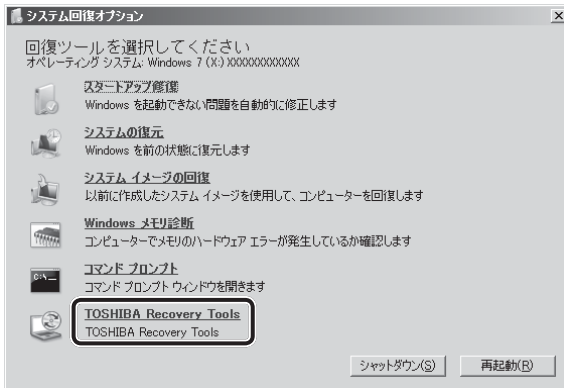 システム回復オプション
回復ツールを選択してください
オペレーティング システム: Windows 7 (X:) XXXXXXXXXXXX
スタートアップ修復
Windows を起動できない問題を自動的に修正します
システムの復元
Windows を前の状態に復元します
システム イメージの回復
以前に作成したシステム イメージを使用して、コンピューターを回復します
Windows メモリ診断
コンピューターでメモリのハードウェア エラーが発生しているか確認します
C:\_
コマンド プロンプト
コマンド プロンプト ウィンドウを開きます
TOSHIBA Recovery Tools
TOSHIBA Recovery Tools
シャットダウン(S)
再起動(R)